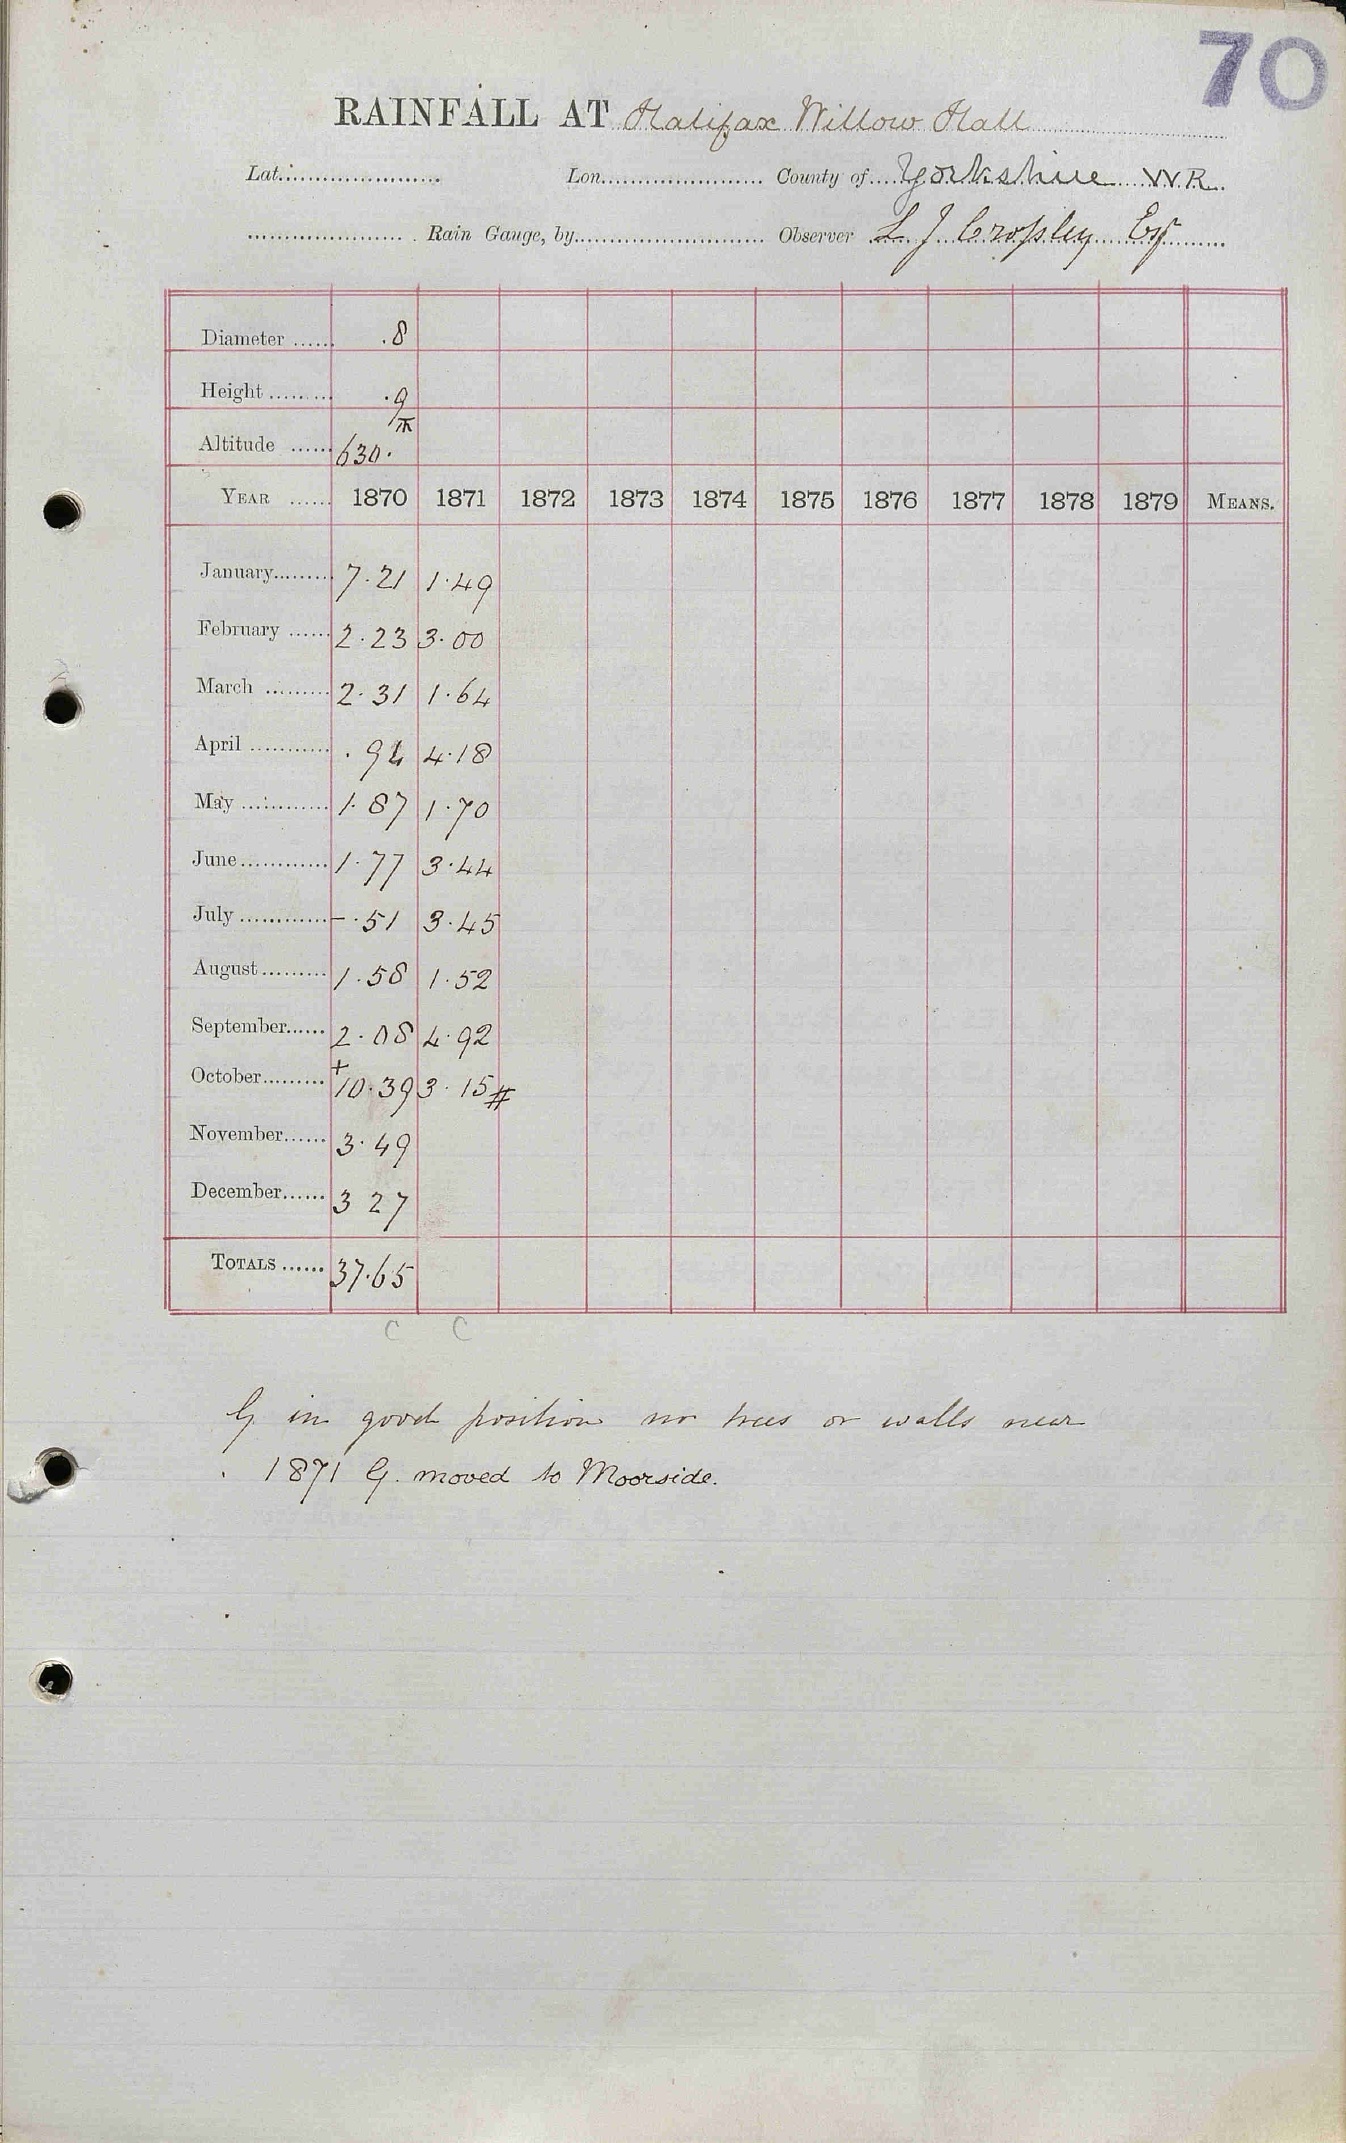 70
RAINFALL AT Halifax Willow Hall
Lat. Lon. County of Yorkshire W R
Rain Gauge, by Observer L J Crossley Esq
Diameter ...... .8
Height ......... .9
Altitude ...... 630.
YEAR ...... 1870 1871 1872 1873 1874 1875 1876 1877 1878 1879 MEANS.
January......... 7.21 1.49
February ...... 2.23 3.00
March ......... 2.31 1.64
April ........... .94 4.18
May ............ 1.87 1.70
June............ 1.77 3.44
July ............ -.51 3.45
August......... 1.58 1.52
September...... 2.08 4.92
October......... +10.39 3.15#
November...... 3.49
December...... 3 27
TOTALS ...... 37.65
C C
G in good position no trees or walls near
1871 G. moved to Moorside.